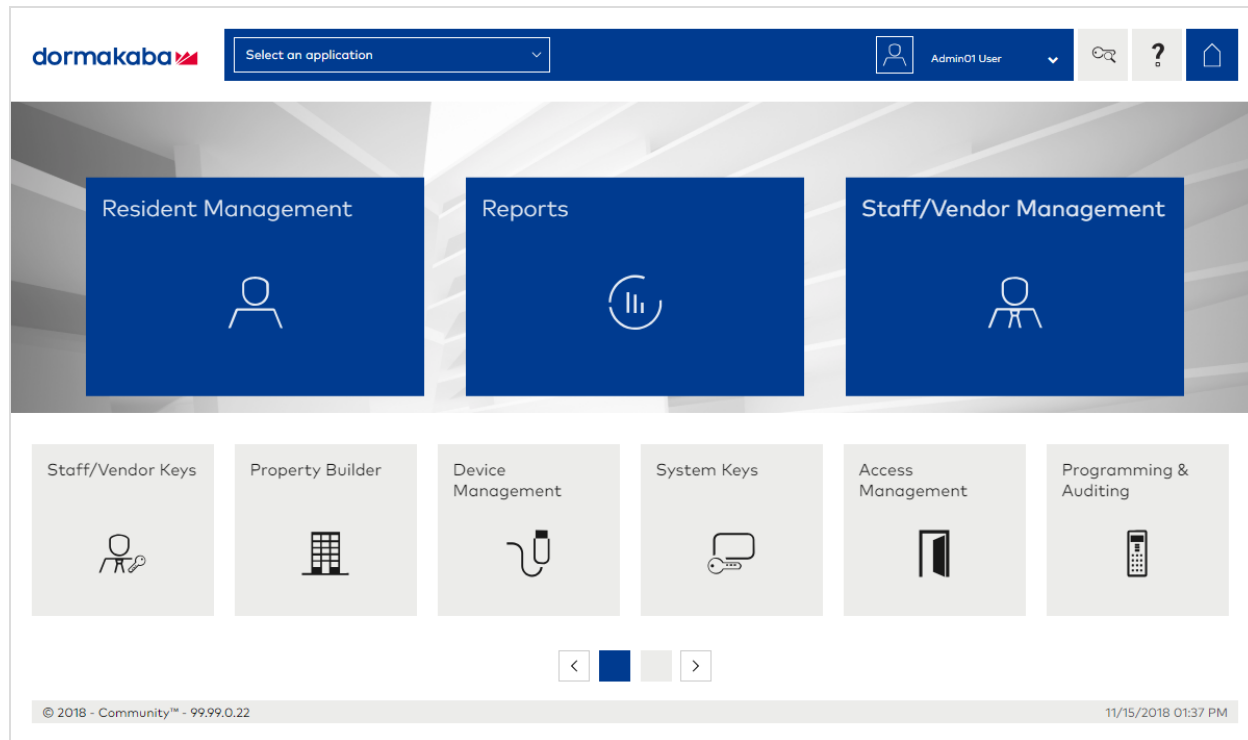 dormakaba
Select an application
Admin01 User
?
Resident Management
Reports
Staff/Vendor Management
Staff/Vendor Keys
Property Builder
Device
Management
System Keys
Access
Management
Programming &
Auditing
© 2018 - Community™ - 99.99.0.22
11/15/2018 01:37 PM